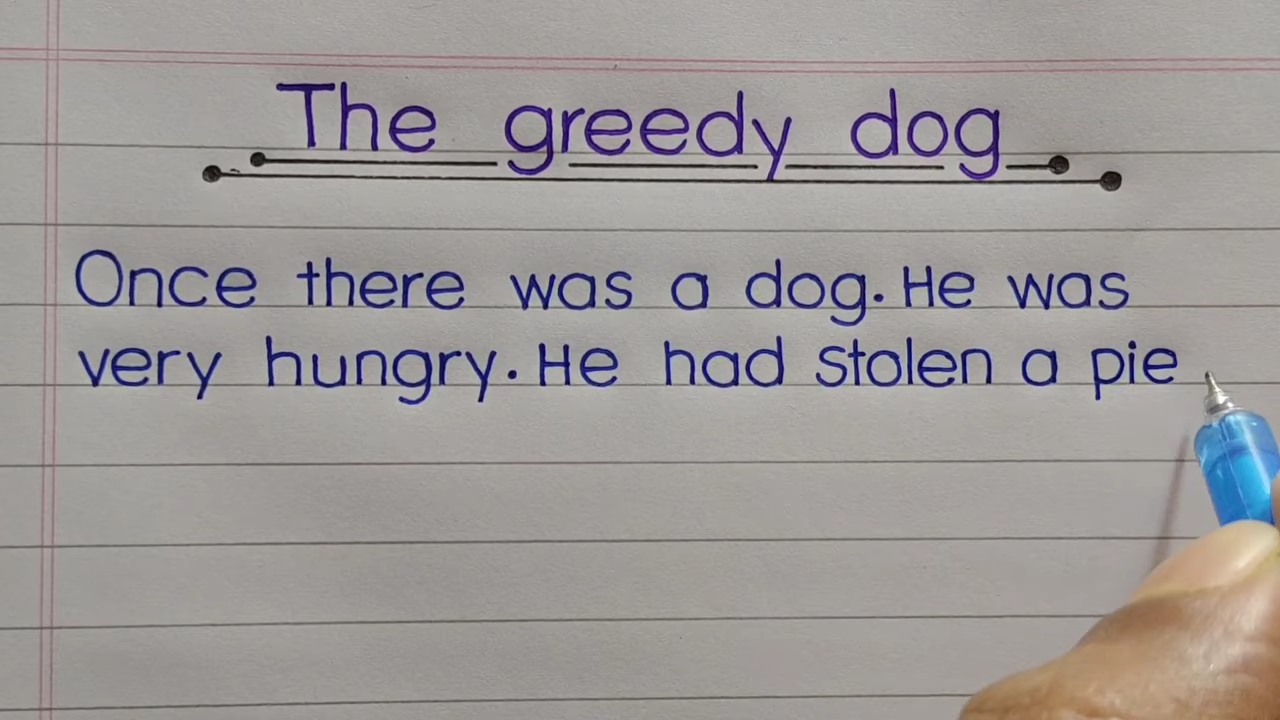 The greedy dog
Once there was a dog. He was
very hungry. He had stolen a pie